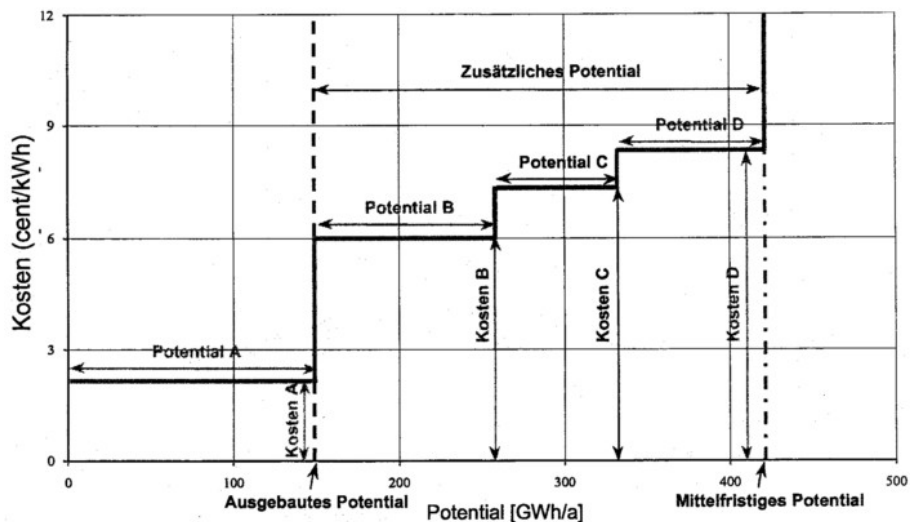 12
Zusätzliches Potential
9
Potential D
Potential C
Potential B
Kosten (cent/kWh)
6
Kosten B
Kosten C
Kosten D
3
Potential A
Kosten A
0
0
100
200
300
400
500
Ausgebautes Potential
Potential [GWh/a]
Mittelfristiges Potential